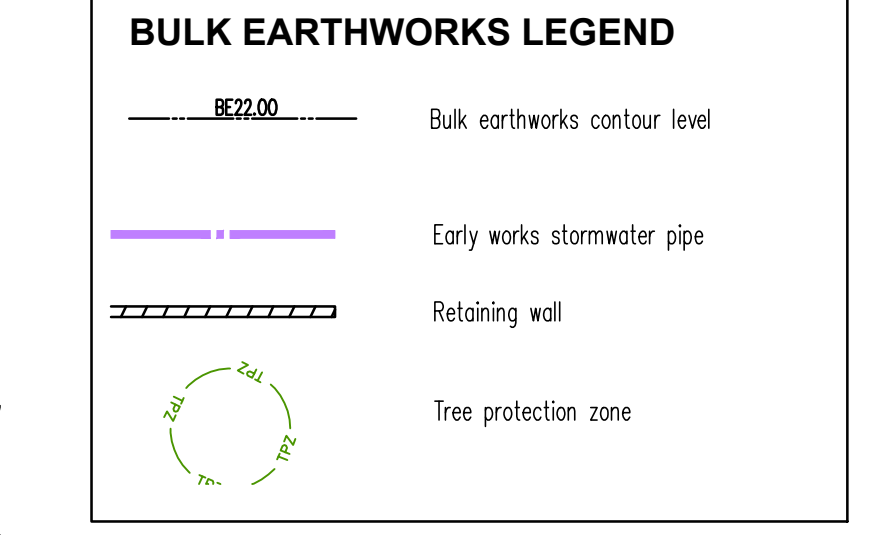 BULK EARTHWORKS LEGEND
BE22.00
Bulk earthworks contour level
Early works stormwater pipe
Retaining wall
TPZ
TPZ
Tree protection zone
TPZ